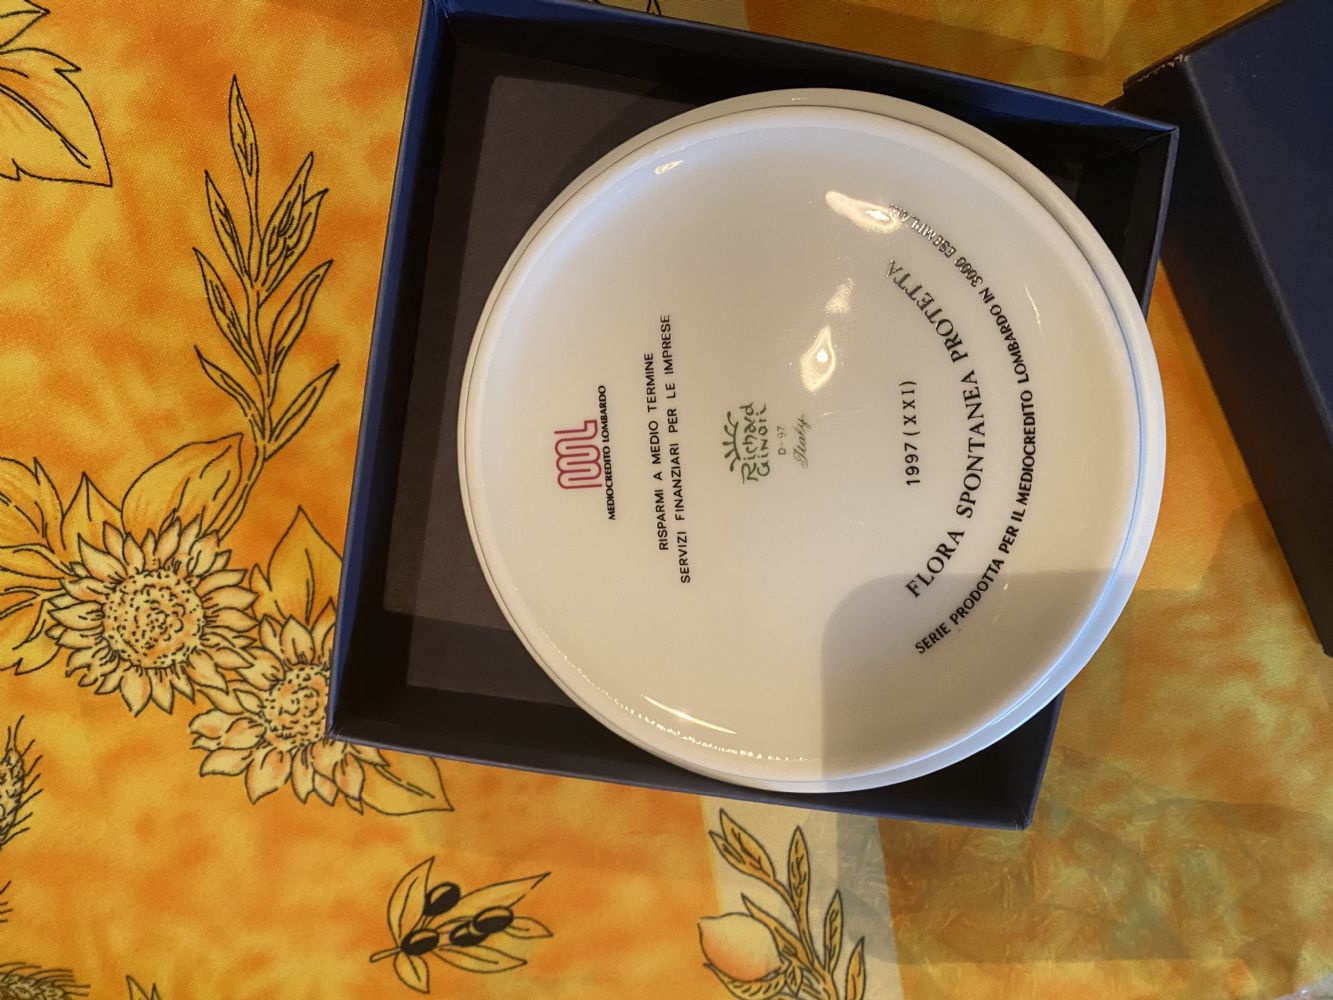 MEDIOCREDITO LOMBARDO
RISPARMI A MEDIO TERMINE
SERVIZI FINANZIARI PER LE IMPRESE
Richard
GINORI
D-97
Italy
1997 (XXI)
FLORA SPONTANEA PROTETTA
SERIE PRODOTTA PER IL MEDIOCREDITO LOMBARDO IN 3000 ESEMPLARI